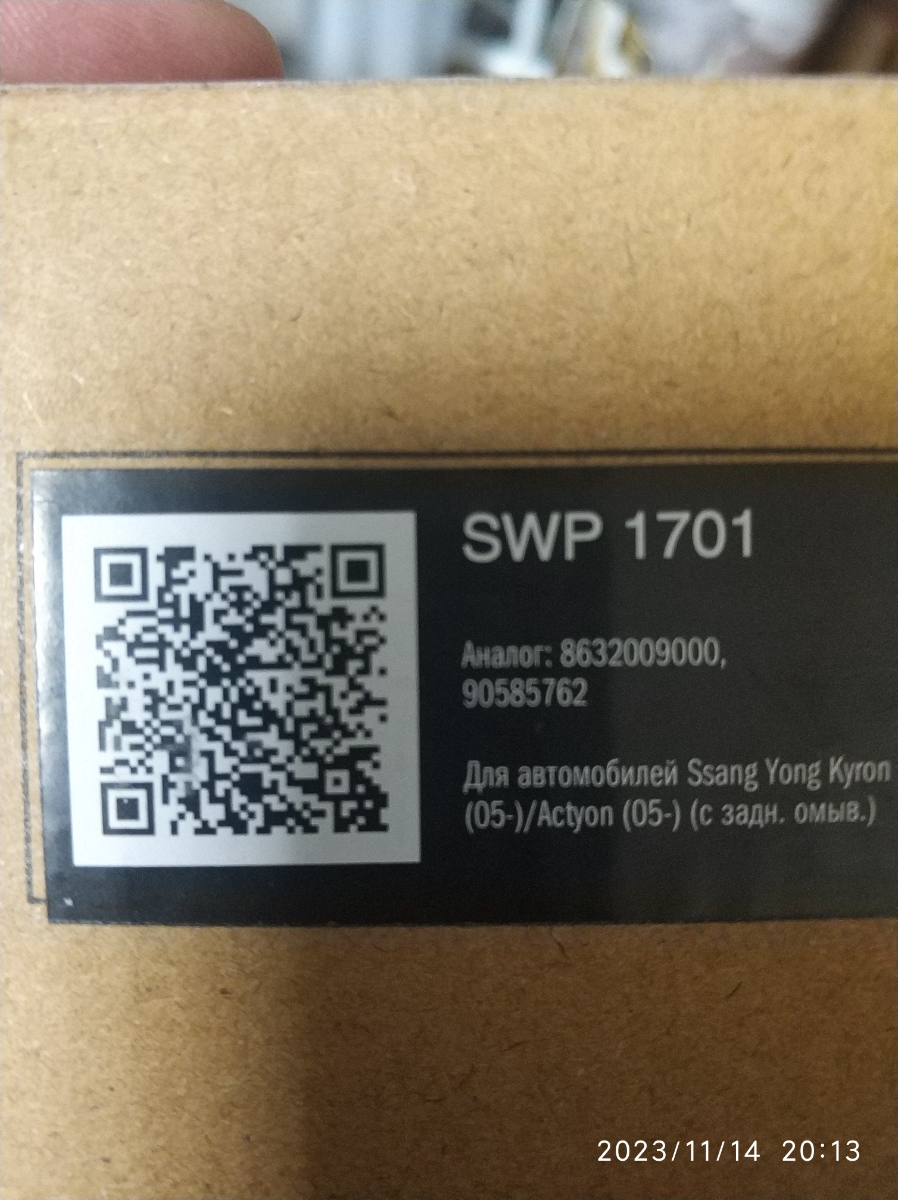 SWP 1701
Аналог: 8632009000,
90585762
Для автомобилей Ssang Yong Kyron
(05-)/Actyon (05-) (с задн. омыв.)
2023/11/14 20:13